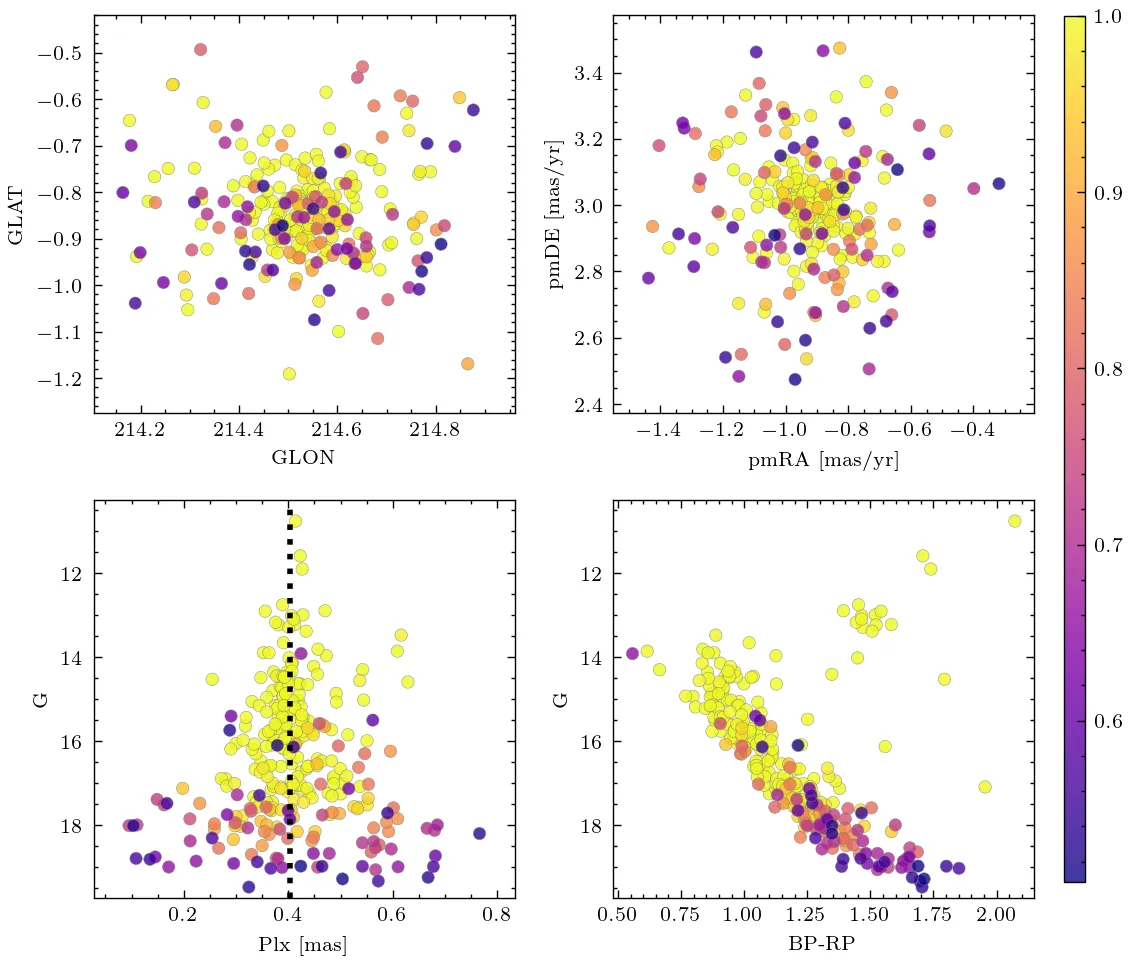 −0.5
−0.6
−0.7
−0.8
−0.9
−1.0
−1.1
−1.2
GLAT
214.2 214.4 214.6 214.8
GLON
3.4
3.2
3.0
2.8
2.6
2.4
pmDE [mas/yr]
−1.4 −1.2 −1.0 −0.8 −0.6 −0.4
pmRA [mas/yr]
12
14
16
18
G
0.2 0.4 0.6 0.8
Plx [mas]
12
14
16
18
G
0.50 0.75 1.00 1.25 1.50 1.75 2.00
BP-RP
1.0
0.9
0.8
0.7
0.6